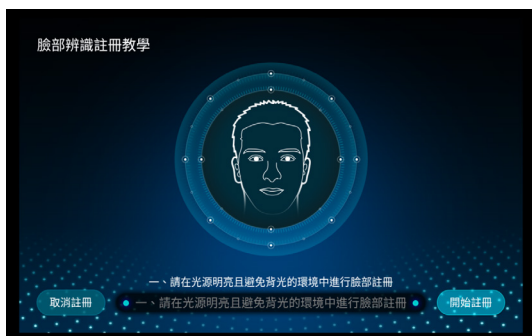 臉部辨識註冊教學
一、請在光源明亮且避免背光的環境中進行臉部註冊
取消註冊
一、請在光源明亮且避免背光的環境中進行臉部註冊
開始註冊